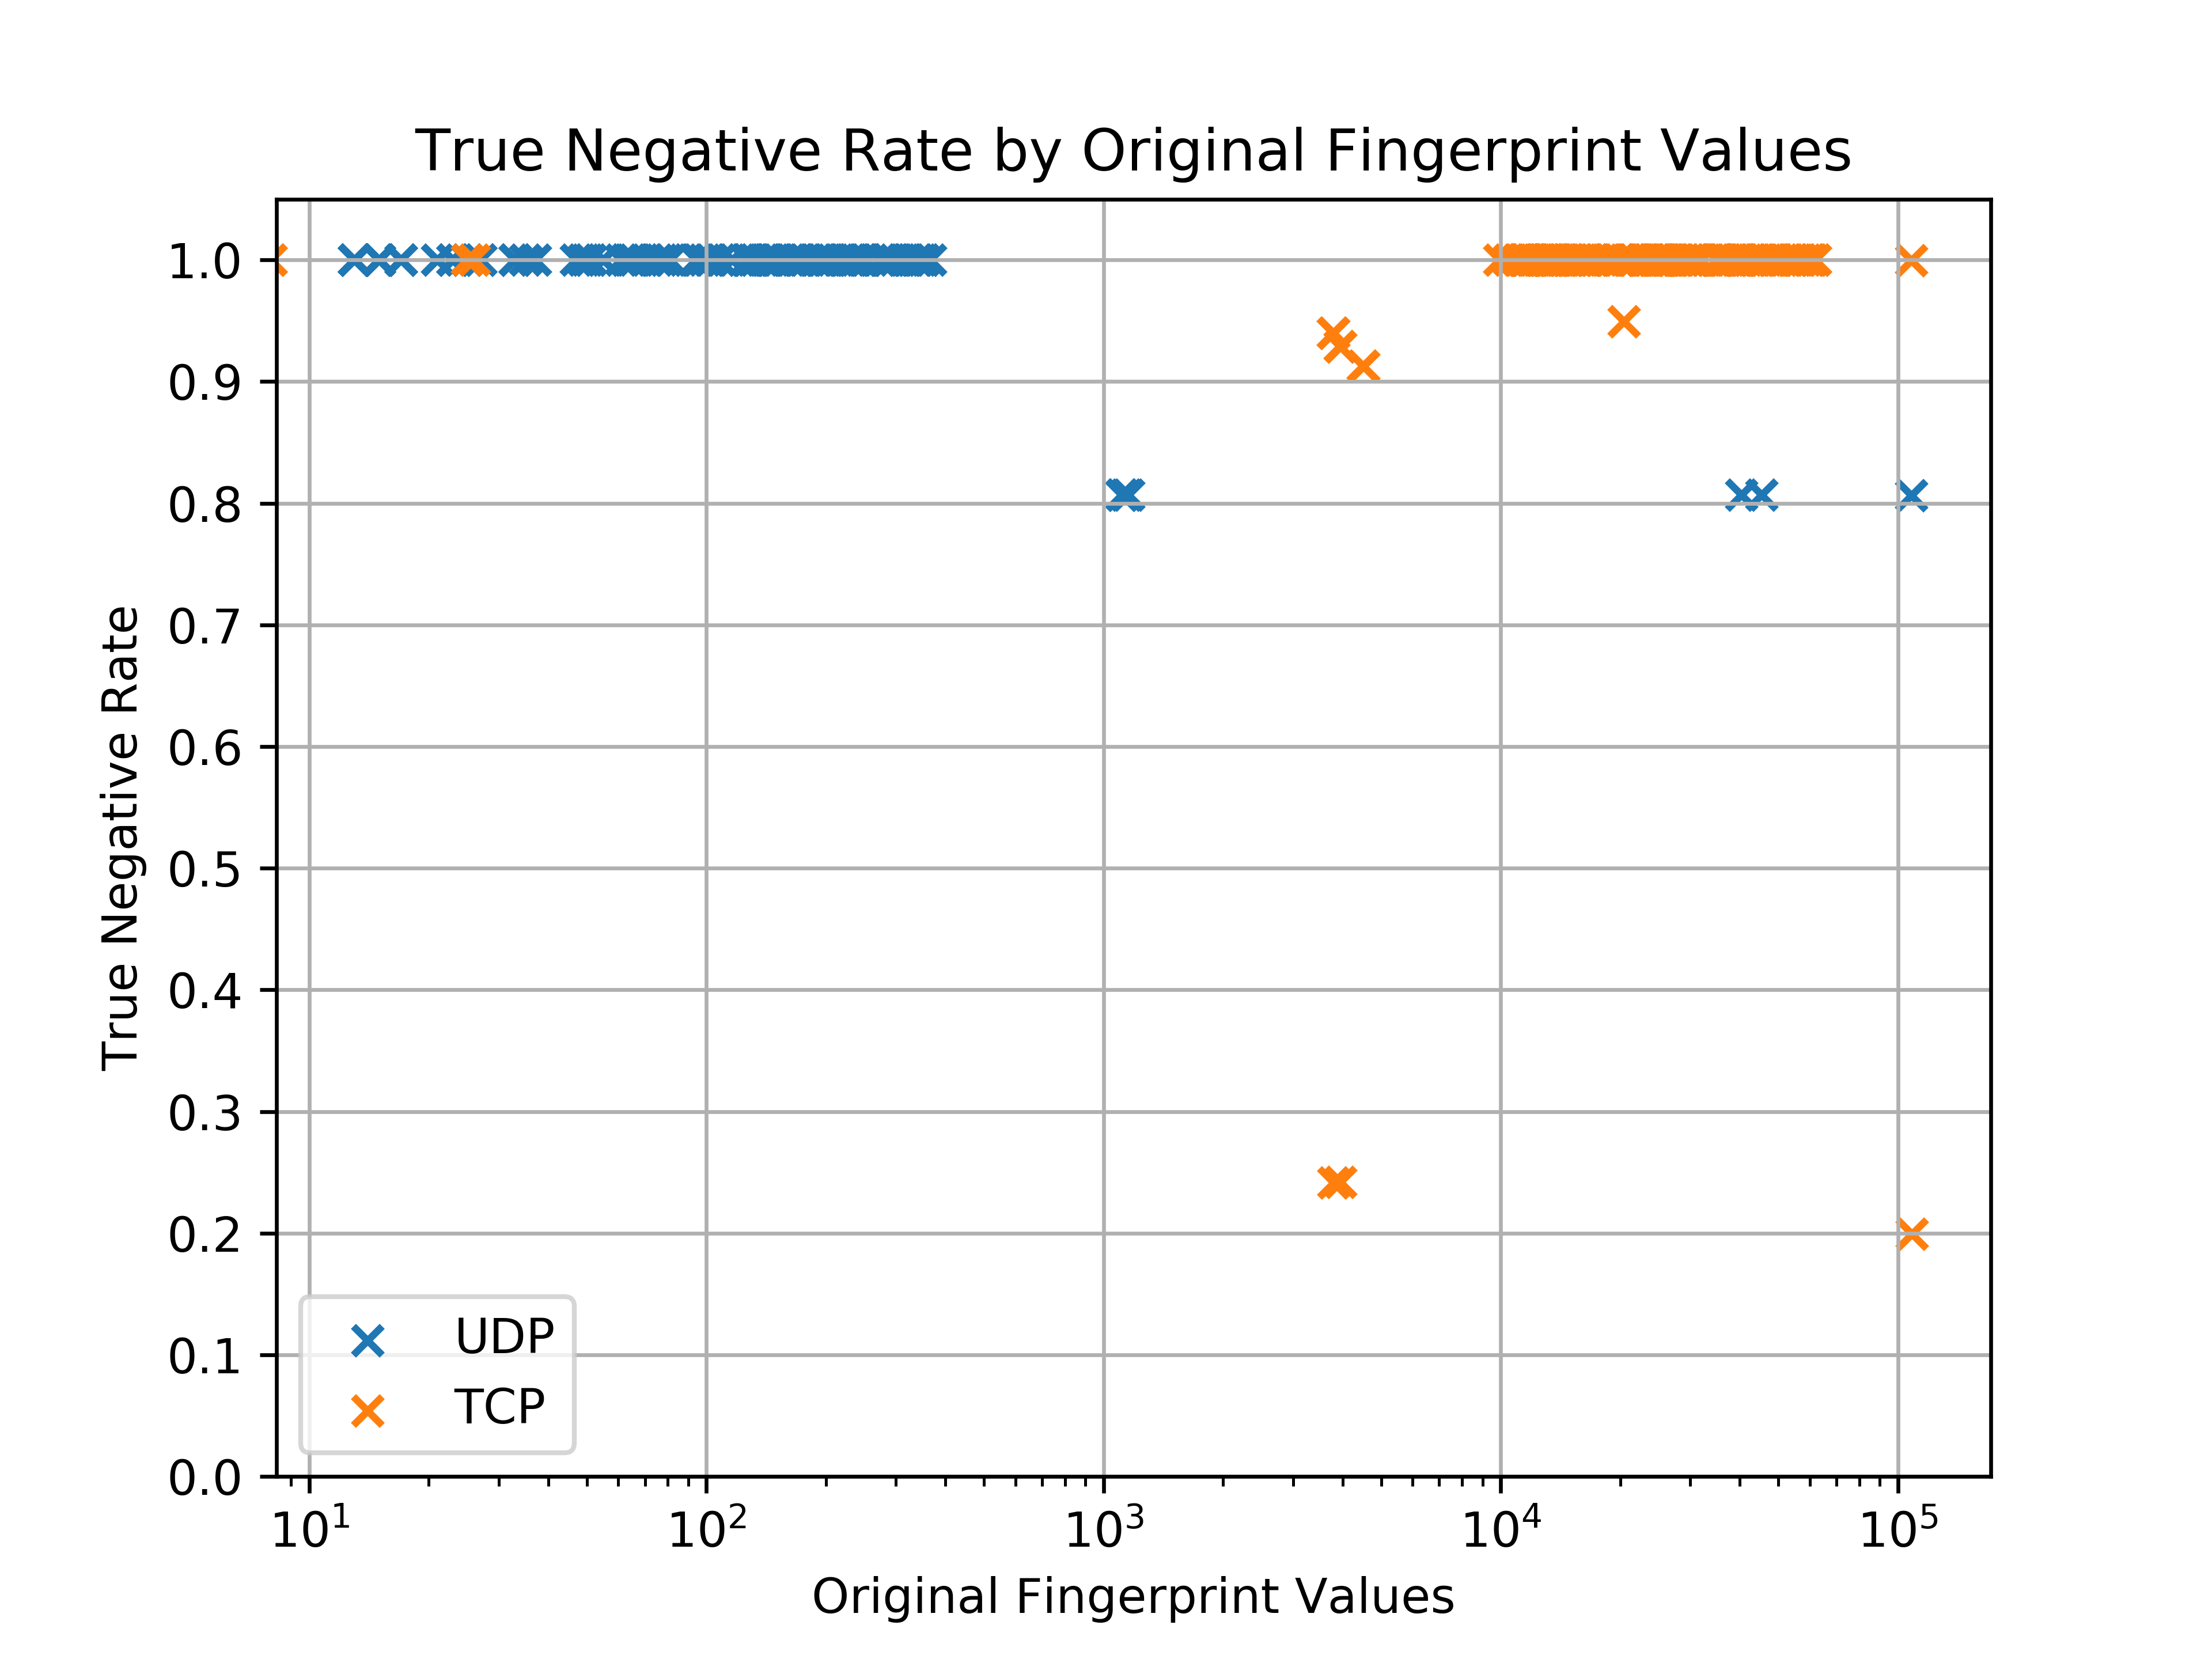 True Negative Rate by Original Fingerprint Values
True Negative Rate
1.0
0.9
0.8
0.7
0.6
0.5
0.4
0.3
0.2
0.1
0.0
UDP
TCP
10¹ 10² 10³ 10⁴ 10⁵
Original Fingerprint Values